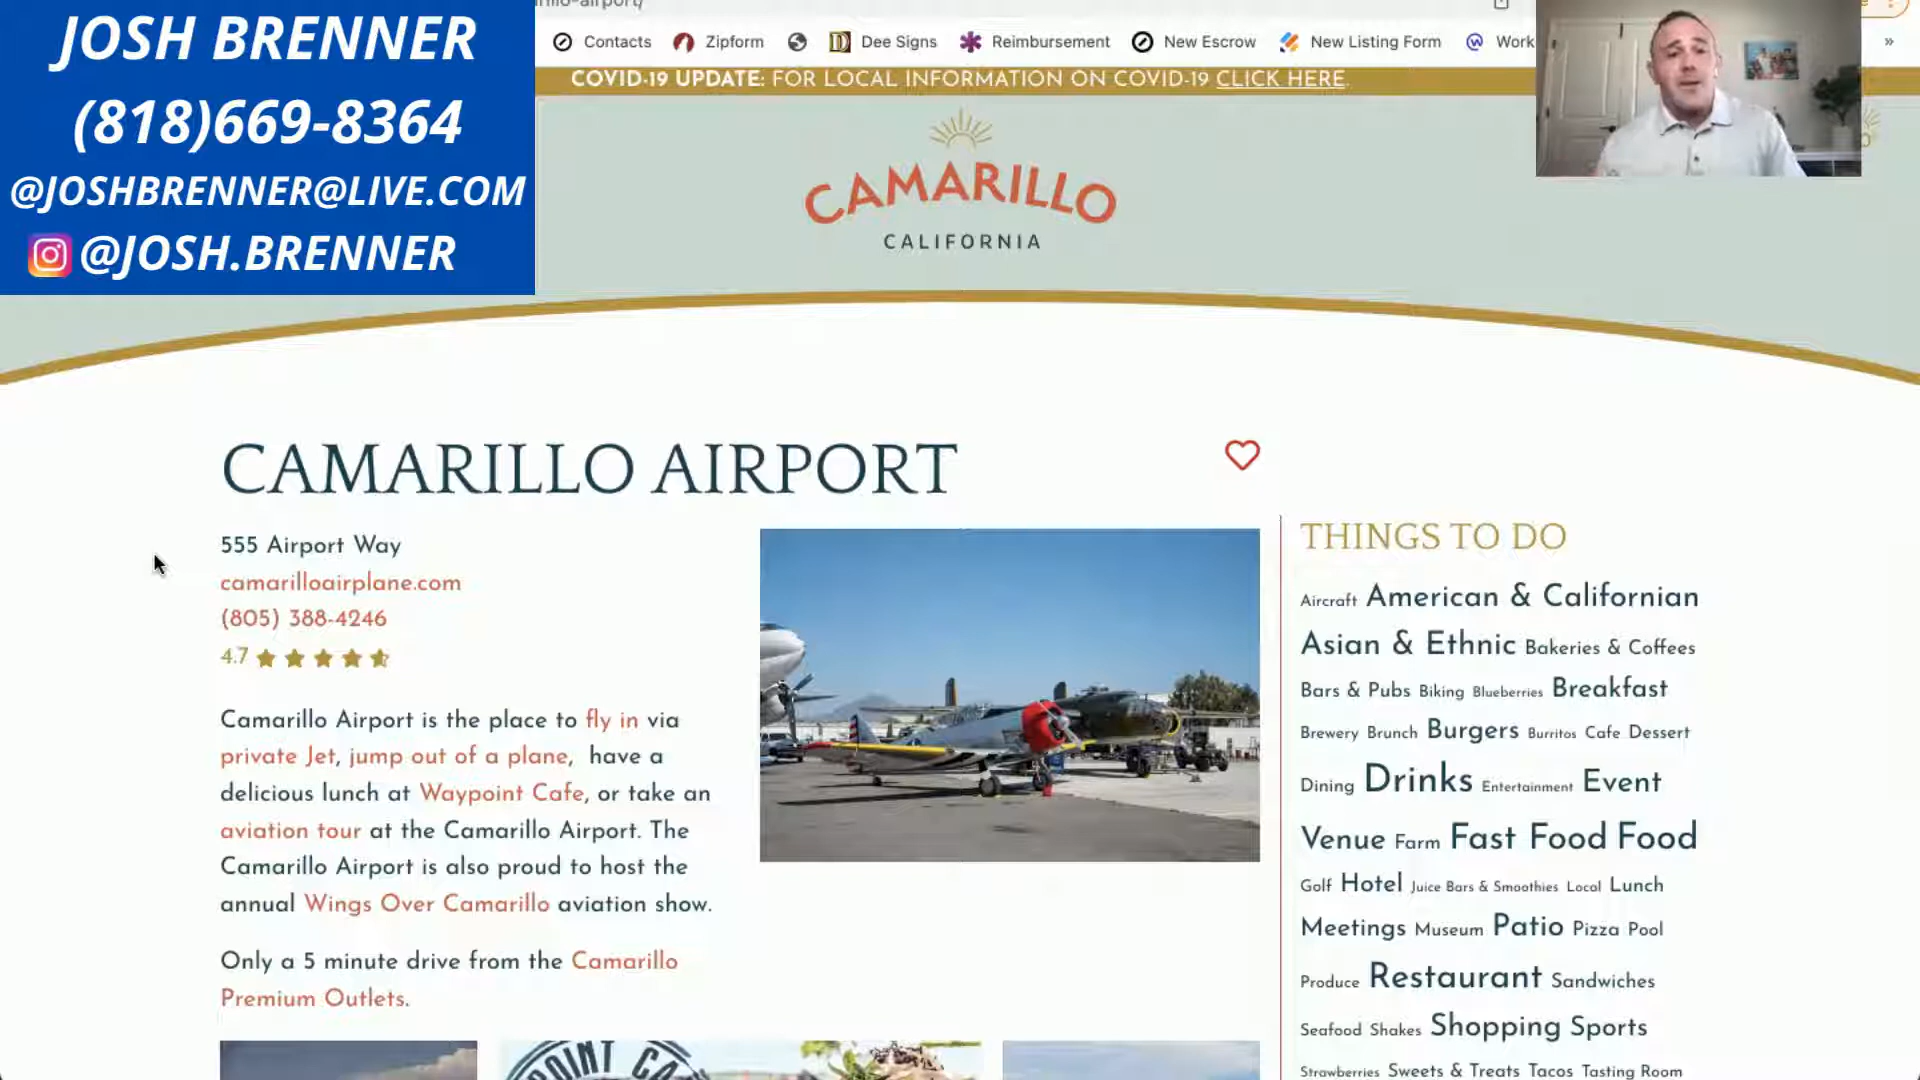 JOSH BRENNER
(818)669-8364
@JOSHBRENNER@LIVE.COM
@JOSH.BRENNER
Contacts Zipform Dee Signs Reimbursement New Escrow New Listing Form Work »
COVID-19 UPDATE: FOR LOCAL INFORMATION ON COVID-19 CLICK HERE.
CAMARILLO
CALIFORNIA
CAMARILLO AIRPORT
555 Airport Way
camarilloairplane.com
(805) 388-4246
4.7
Camarillo Airport is the place to fly in via
private Jet, jump out of a plane, have a
delicious lunch at Waypoint Cafe, or take an
aviation tour at the Camarillo Airport. The
Camarillo Airport is also proud to host the
annual Wings Over Camarillo aviation show.
Only a 5 minute drive from the Camarillo
Premium Outlets.
THINGS TO DO
Aircraft American & Californian
Asian & Ethnic Bakeries & Coffees
Bars & Pubs Biking Blueberries Breakfast
Brewery Brunch Burgers Burritos Cafe Dessert
Dining Drinks Entertainment Event
Venue Farm Fast Food Food
Golf Hotel Juice Bars & Smoothies Local Lunch
Meetings Museum Patio Pizza Pool
Produce Restaurant Sandwiches
Seafood Shakes Shopping Sports
Strawberries Sweets & Treats Tacos Tasting Room